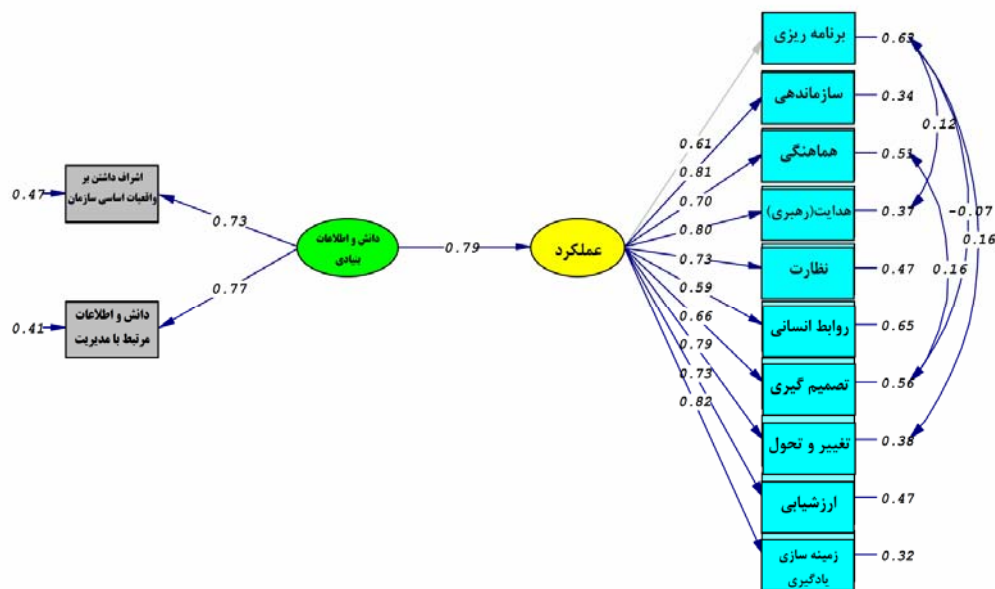 برنامه ریزی
0.63
سازماندهی
0.34
0.12
0.61
0.81
هماهنگی
0.51
اشراف داشتن بر
واقعیات اساسی سازمان
0.47
0.70
هدایت(رهبری)
0.37
-0.07
0.73
0.80
0.16
دانش و اطلاعات
بنیادی
0.79
عملکرد
0.73
نظارت
0.47
0.16
0.77
0.59
دانش و اطلاعات
مرتبط با مدیریت
0.41
0.66
روابط انسانی
0.65
0.79
0.73
تصمیم گیری
0.56
0.82
تغییر و تحول
0.38
ارزشیابی
0.47
زمینه سازی
یادگیری
0.32